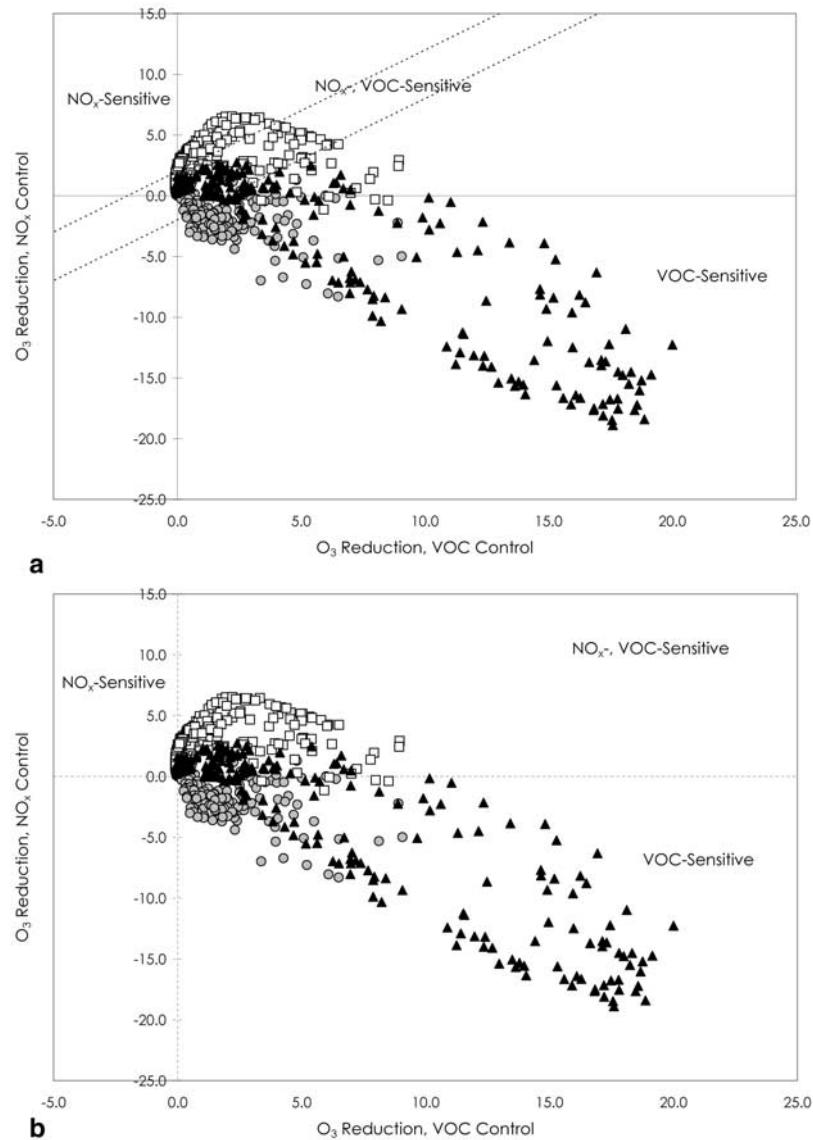 15.0
10.0
NOₓ-, VOC-Sensitive
NOₓ-Sensitive
5.0
0.0
-5.0
VOC-Sensitive
-10.0
-15.0
-20.0
-25.0
O₃ Reduction, NOₓ Control
-5.0 0.0 5.0 10.0 15.0 20.0 25.0
O₃ Reduction, VOC Control
a
15.0
10.0
NOₓ-, VOC-Sensitive
NOₓ-Sensitive
5.0
0.0
-5.0
VOC-Sensitive
-10.0
-15.0
-20.0
-25.0
O₃ Reduction, NOₓ Control
-5.0 0.0 5.0 10.0 15.0 20.0 25.0
O₃ Reduction, VOC Control
b